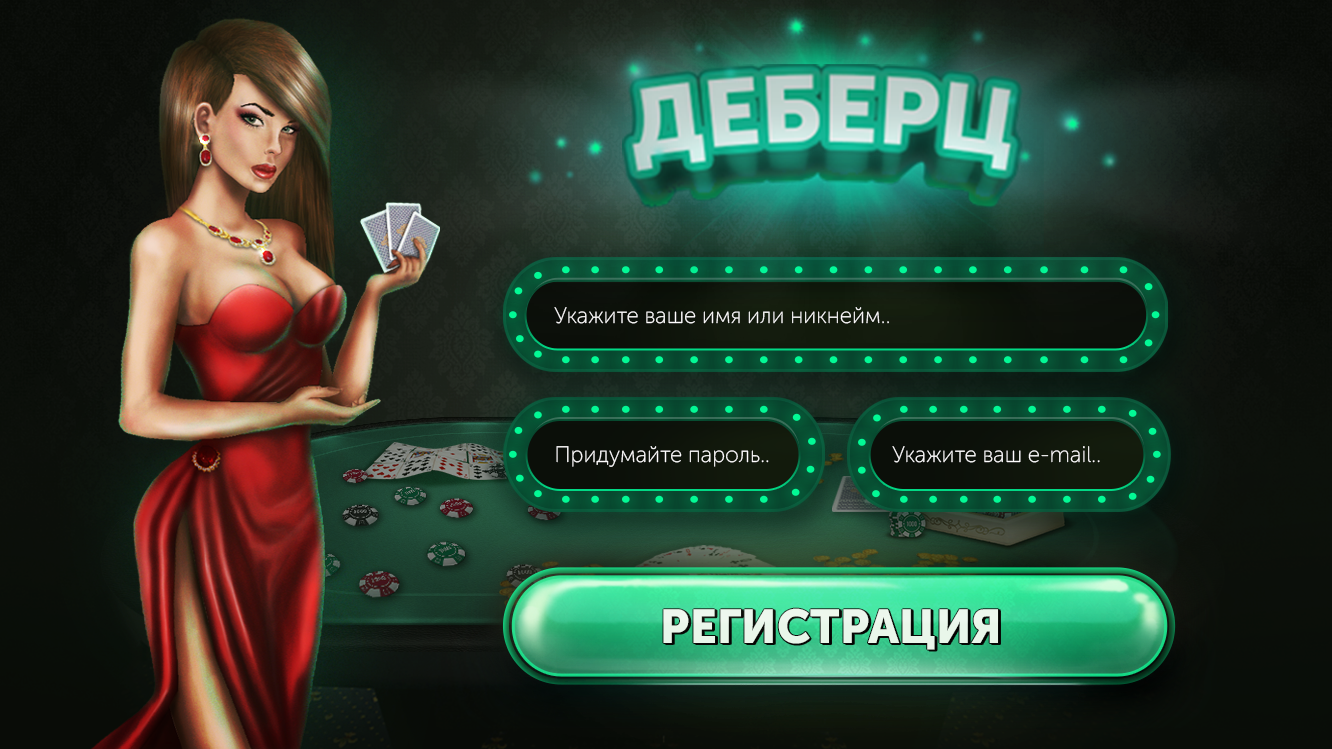 ДЕБЕРЦ
Укажите ваше имя или никнейм..
Придумайте пароль..
Укажите ваш e-mail..
РЕГИСТРАЦИЯ